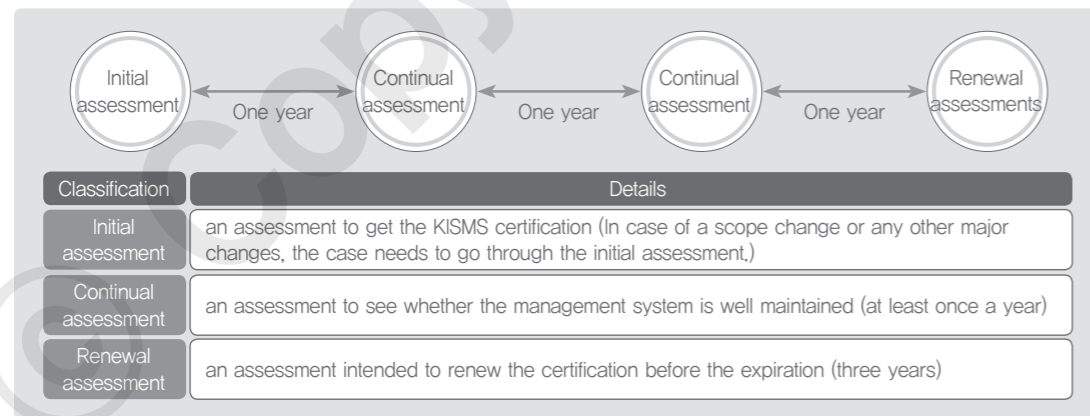 Initial
assessment
One year
Continual
assessment
One year
Continual
assessment
One year
Renewal
assessments
Classification
Details
Initial
assessment
an assessment to get the KISMS certification (In case of a scope change or any other major
changes, the case needs to go through the initial assessment.)
Continual
assessment
an assessment to see whether the management system is well maintained (at least once a year)
Renewal
assessment
an assessment intended to renew the certification before the expiration (three years)
© Copy